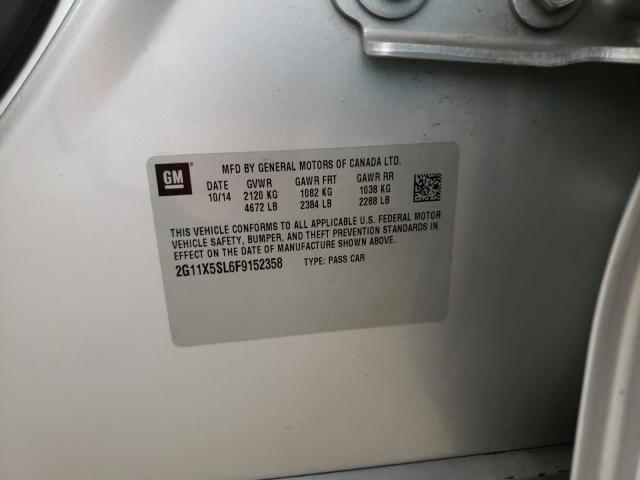 GM
MFD BY GENERAL MOTORS OF CANADA LTD.
DATE GVWR GAWR FRT GAWR RR
10/14 2120 KG 1082 KG 1038 KG
4672 LB 2384 LB 2288 LB
THIS VEHICLE CONFORMS TO ALL APPLICABLE U.S. FEDERAL MOTOR
VEHICLE SAFETY, BUMPER, AND THEFT PREVENTION STANDARDS IN
EFFECT ON THE DATE OF MANUFACTURE SHOWN ABOVE.
2G11X5SL6F9152358 TYPE: PASS CAR